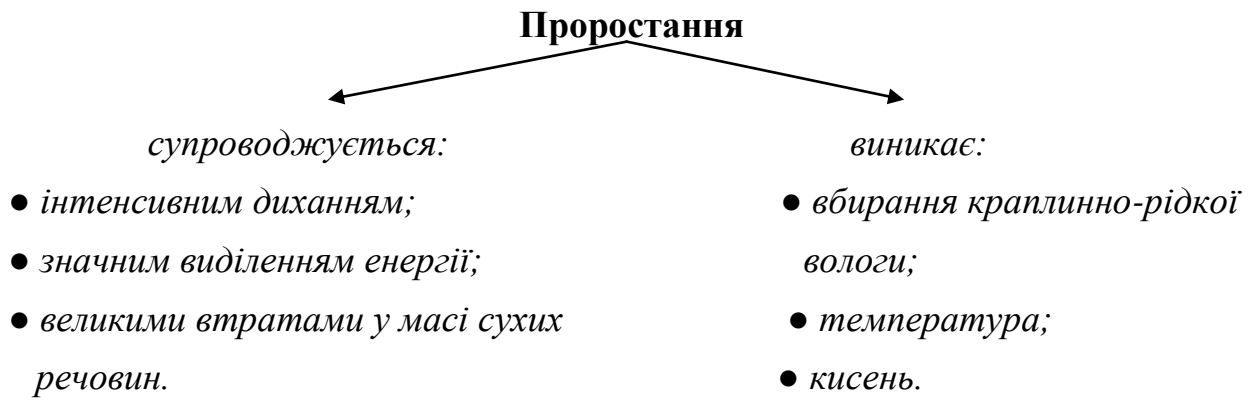 Проростання
супроводжується:
● інтенсивним диханням;
● значним виділенням енергії;
● великими втратами у масі сухих
речовин.
виникає:
● вбирання краплинно-рідкої
вологи;
● температура;
● кисень.